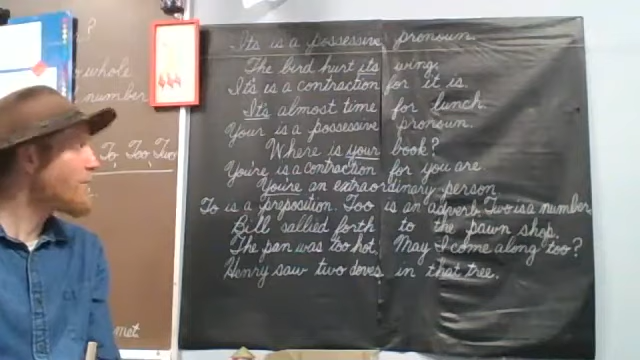 ?
whole
number
To, Too, Two
met
Its is a possessive pronoun.
The bird hurt its wing.
It's is a contraction for it is.
It's almost time for lunch.
Your is a possessive pronoun.
Where is your book?
You're is a contraction for you are.
You're an extraordinary person
To is a preposition. Too is an adverb. Two is a number.
Bill sallied forth to the pawn shop.
The pan was too hot. May I come along too?
Henry saw two doves in that tree.